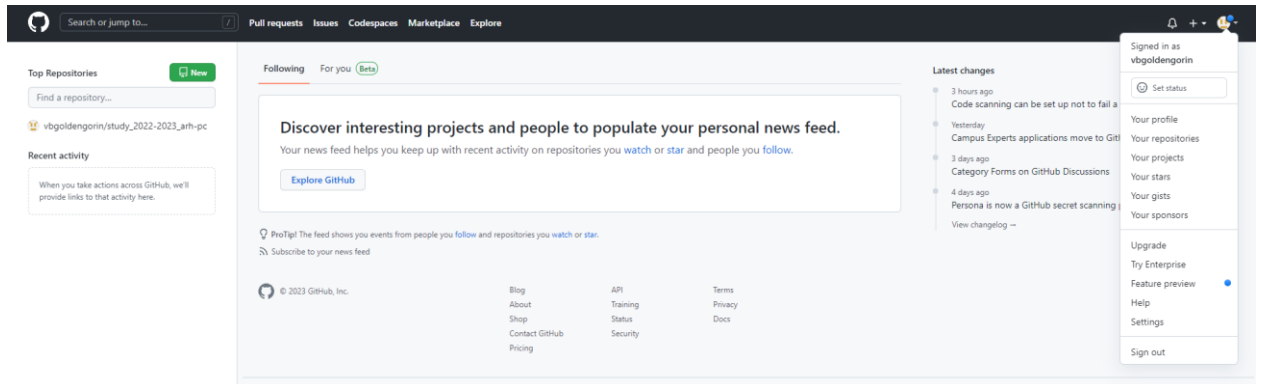 Search or jump to... /
Pull requests Issues Codespaces Marketplace Explore
Top Repositories
New
Find a repository...
vbgoldengorin/study_2022-2023_arh-pc
Recent activity
When you take actions across GitHub, we'll
provide links to that activity here.
Following For you Beta
Discover interesting projects and people to populate your personal news feed.
Your news feed helps you keep up with recent activity on repositories you watch or star and people you follow.
Explore GitHub
ProTip! The feed shows you events from people you follow and repositories you watch or star.
Subscribe to your news feed
© 2023 GitHub, Inc.
Blog
About
Shop
Contact GitHub
Pricing
API
Training
Status
Security
Terms
Privacy
Docs
Latest changes
3 hours ago
Code scanning can be set up not to fail a
Yesterday
Campus Experts applications move to
3 days ago
Category Forms on GitHub Discussions
4 days ago
Persona is now a GitHub secret scanning
View changelog →
Signed in as
vbgoldengorin
Set status
Your profile
Your repositories
Your projects
Your stars
Your gists
Your sponsors
Upgrade
Try Enterprise
Feature preview
Help
Settings
Sign out